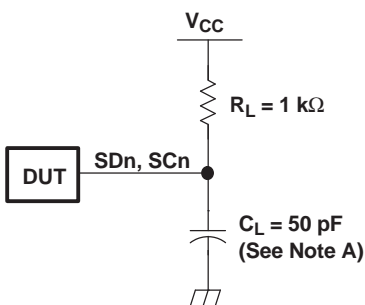 VCC
RL = 1 kΩ
SDn, SCn
DUT
CL = 50 pF
(See Note A)